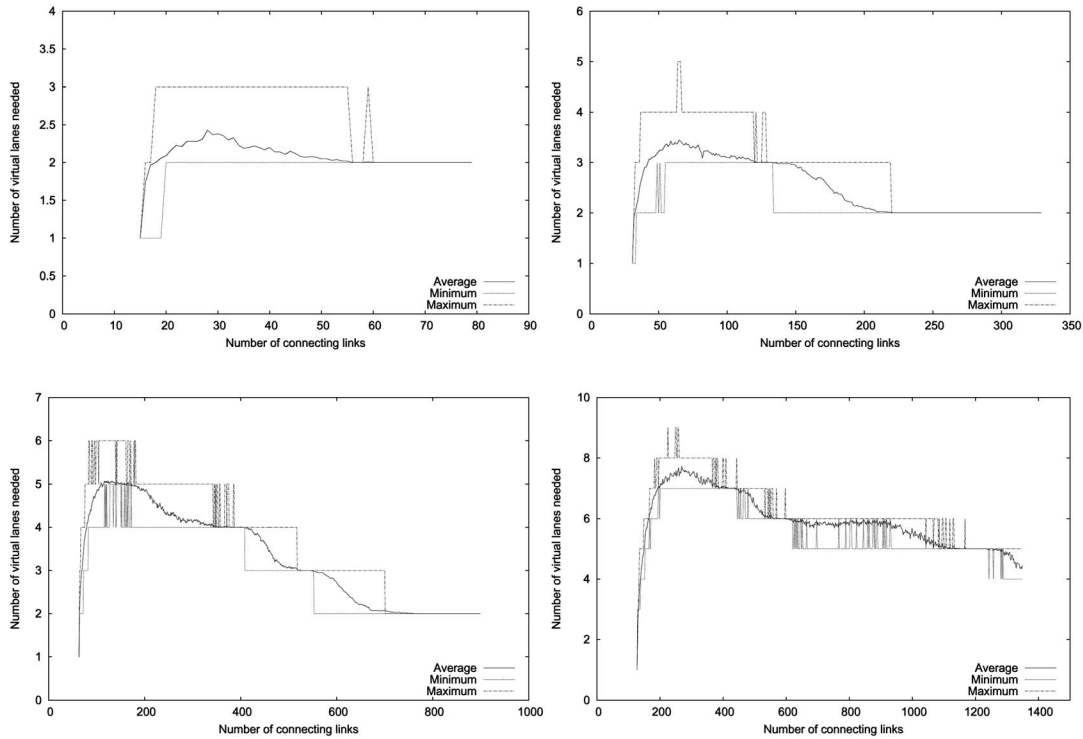 4
3.5
3
2.5
2
1.5
1
0.5
0
Number of virtual lanes needed
0 10 20 30 40 50 60 70 80 90
Number of connecting links
Average
Minimum
Maximum
6
5
4
3
2
1
0
Number of virtual lanes needed
0 50 100 150 200 250 300 350
Number of connecting links
Average
Minimum
Maximum
7
6
5
4
3
2
1
0
Number of virtual lanes needed
0 200 400 600 800 1000
Number of connecting links
Average
Minimum
Maximum
10
8
6
4
2
0
Number of virtual lanes needed
0 200 400 600 800 1000 1200 1400
Number of connecting links
Average
Minimum
Maximum